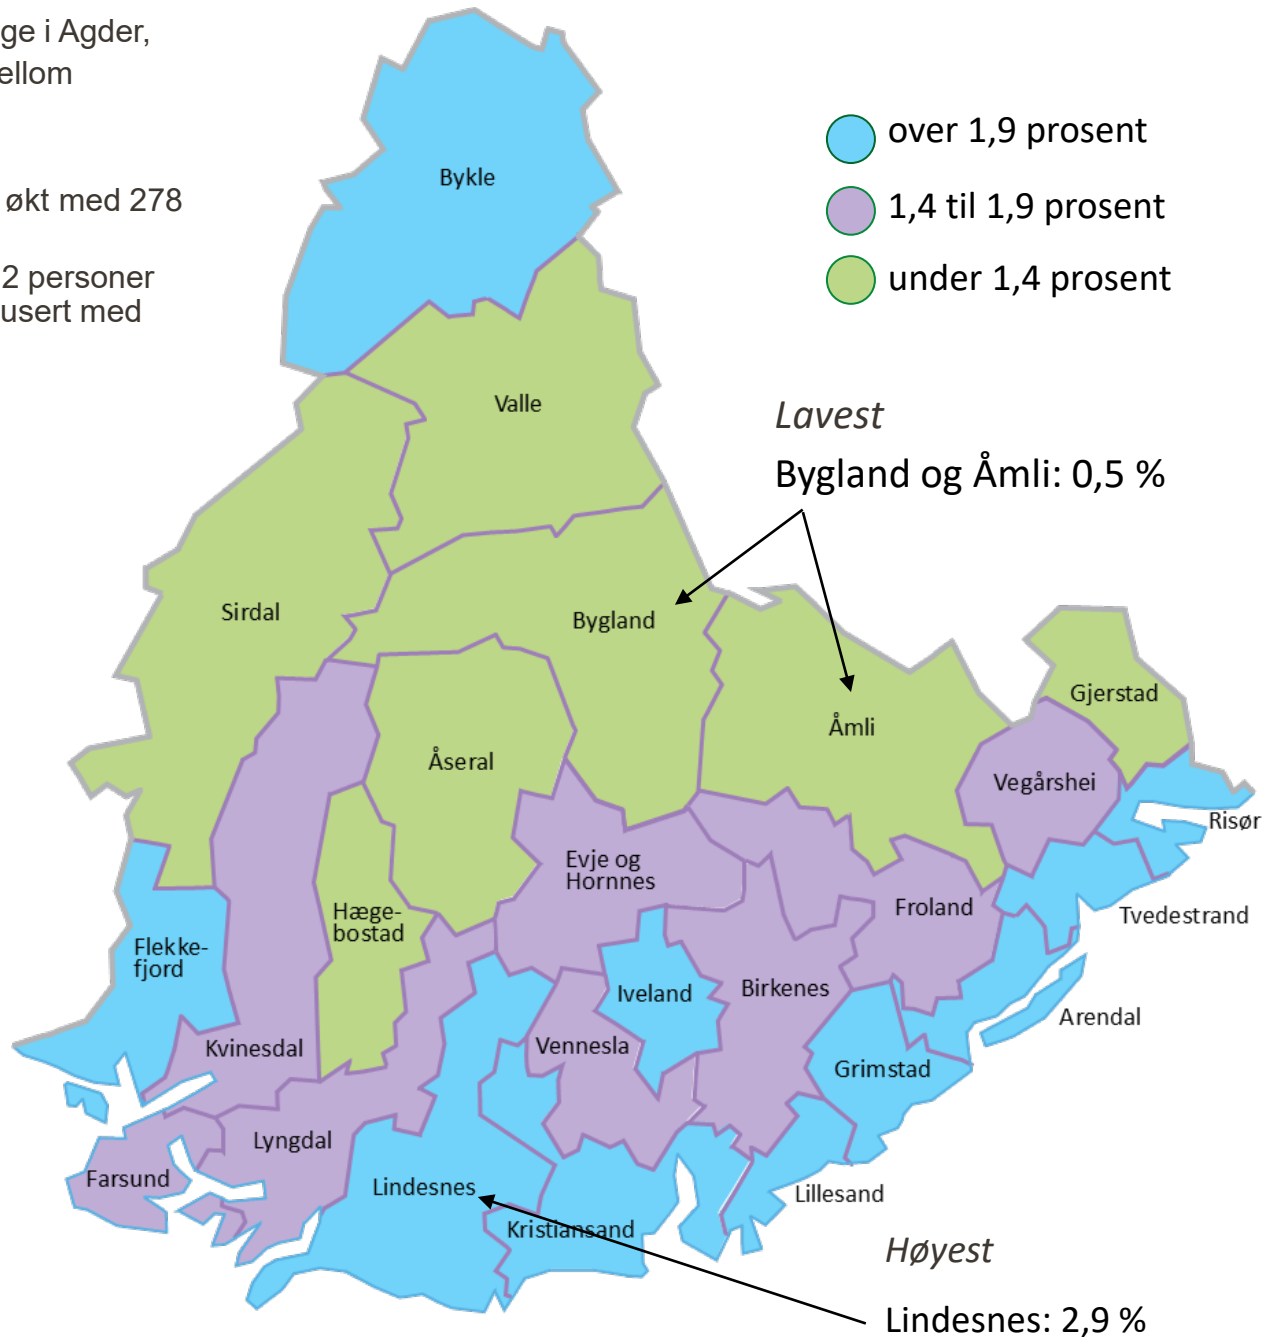 ge i Agder,
ellom
økt med 278
2 personer
usert med
over 1,9 prosent
1,4 til 1,9 prosent
under 1,4 prosent
Lavest
Bygland og Åmli: 0,5 %
Bykle
Valle
Sirdal
Bygland
Gjerstad
Åmli
Åseral
Vegårshei
Risør
Evje og
Hornnes
Hæge-
bostad
Froland
Tvedestrand
Flekke-
fjord
Iveland
Birkenes
Arendal
Kvinesdal
Vennesla
Grimstad
Lyngdal
Farsund
Lindesnes
Lillesand
Kristiansand
Høyest
Lindesnes: 2,9 %